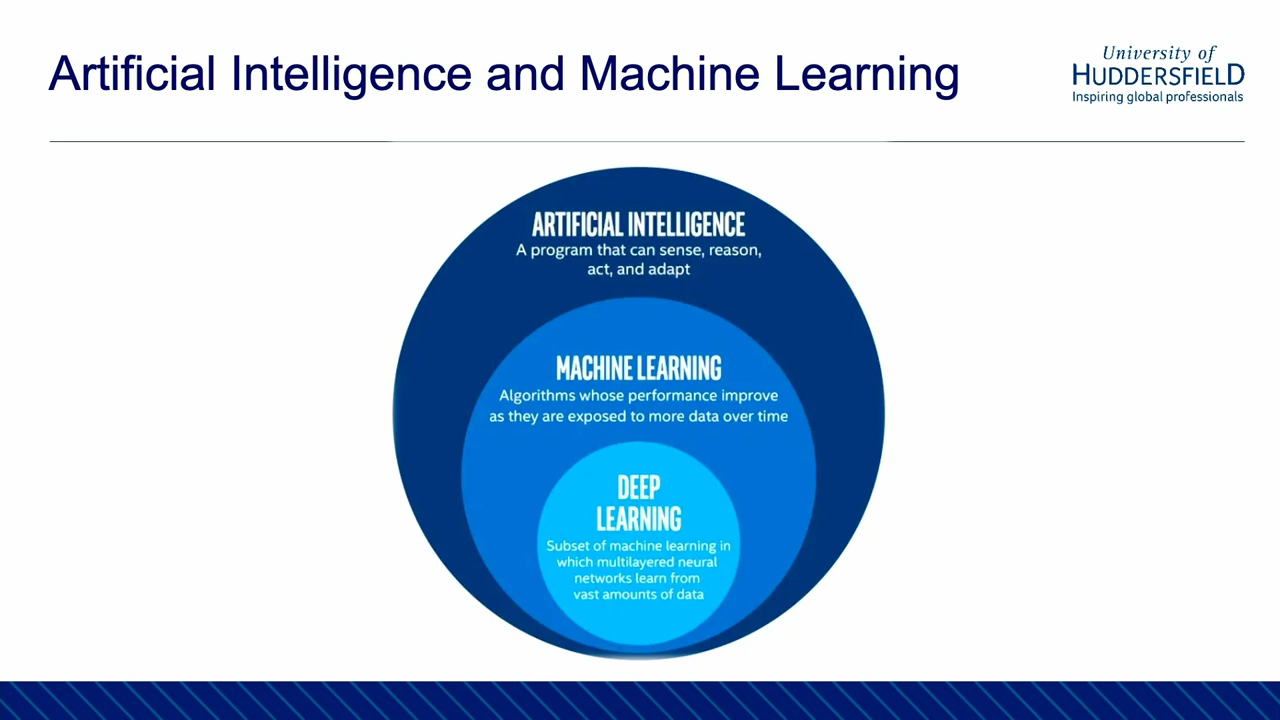 Artificial Intelligence and Machine Learning
University of
HUDDERSFIELD
Inspiring global professionals
ARTIFICIAL INTELLIGENCE
A program that can sense, reason,
act, and adapt
MACHINE LEARNING
Algorithms whose performance improve
as they are exposed to more data over time
DEEP
LEARNING
Subset of machine learning in
which multilayered neural
networks learn from
vast amounts of data